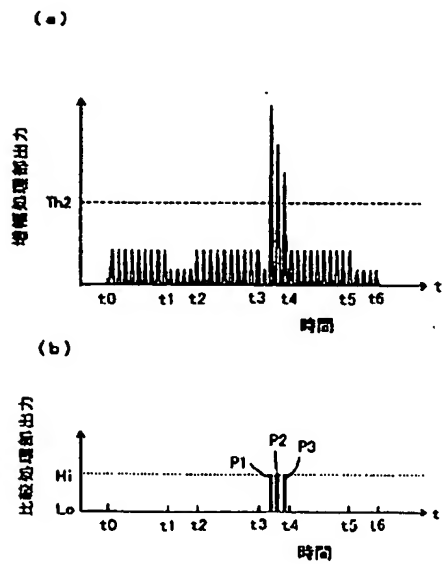 (a)
増幅処理部出力
Th2
t0 t1 t2 t3 t4 t5 t6 t
時間
(b)
比較処理部出力
P1 P2 P3
Hi
Lo
t0 t1 t2 t3 t4 t5 t6 t
時間